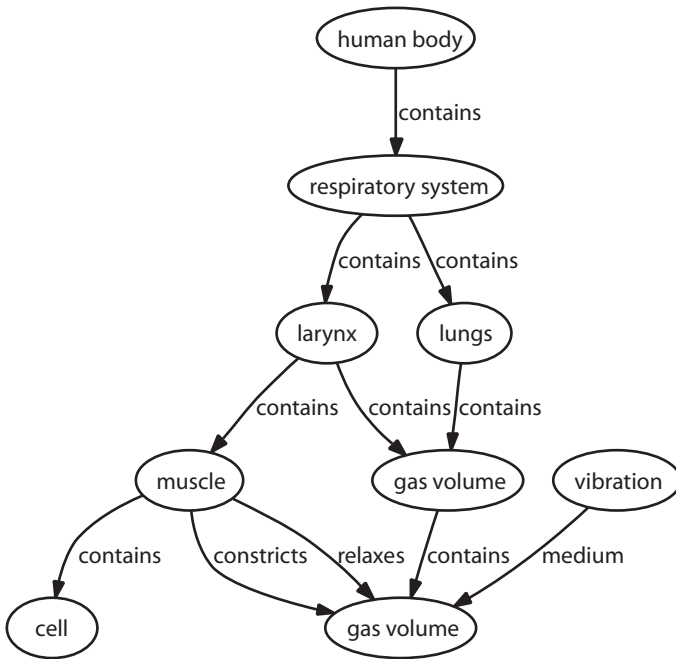 human body
contains
respiratory system
contains contains
larynx lungs
contains contains contains
muscle gas volume vibration
contains constricts relaxes contains medium
cell gas volume